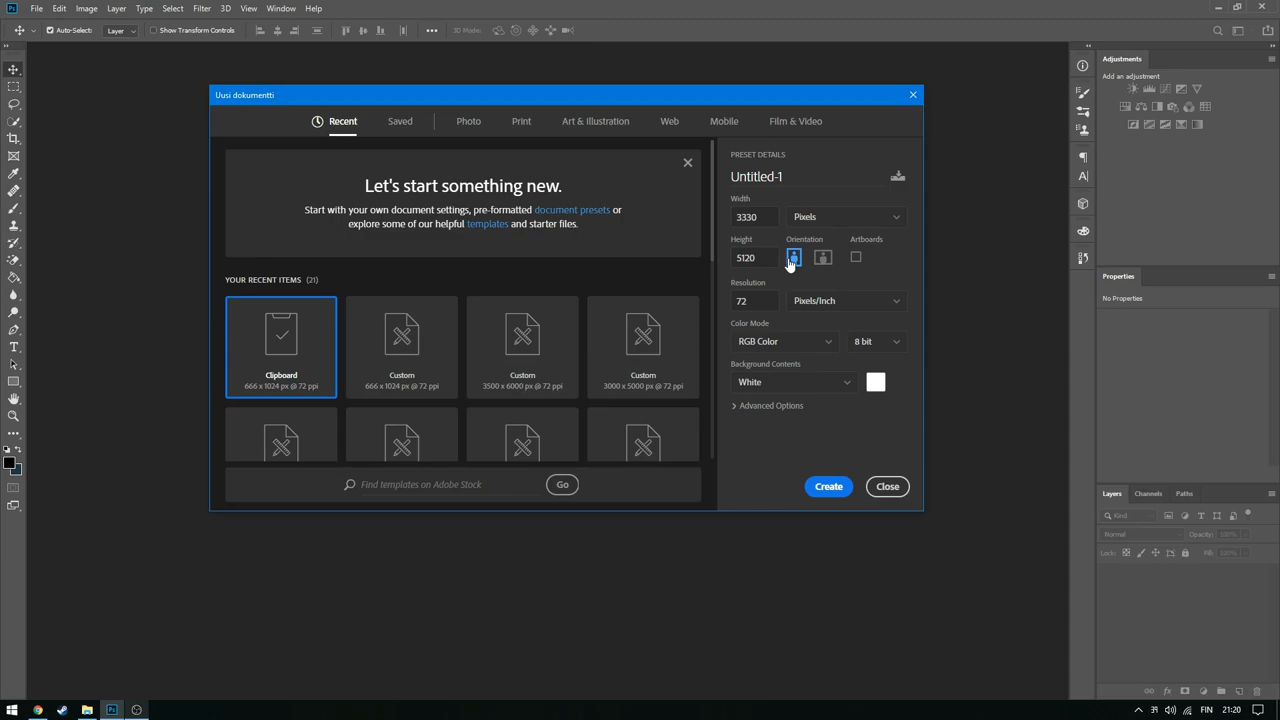 Ps File Edit Image Layer Type Select Filter 3D View Window Help
Auto-Select: Layer Show Transform Controls 3D Mode:
Uusi dokumentti
Recent Saved Photo Print Art & Illustration Web Mobile Film & Video
Let's start something new.
Start with your own document settings, pre-formatted document presets or
explore some of our helpful templates and starter files.
YOUR RECENT ITEMS (21)
Clipboard
666 x 1024 px @ 72 ppi
Custom
666 x 1024 px @ 72 ppi
Custom
3500 x 6000 px @ 72 ppi
Custom
3000 x 5000 px @ 72 ppi
Find templates on Adobe Stock Go
PRESET DETAILS
Untitled-1
Width
3330 Pixels
Height Orientation Artboards
5120
Resolution
72 Pixels/Inch
Color Mode
RGB Color 8 bit
Background Contents
White
Advanced Options
Create Close
Adjustments
Add an adjustment
Properties
No Properties
Layers Channels Paths
Kind
Normal Opacity: 100%
Lock: Fill: 100%
Ps FIN 21:20